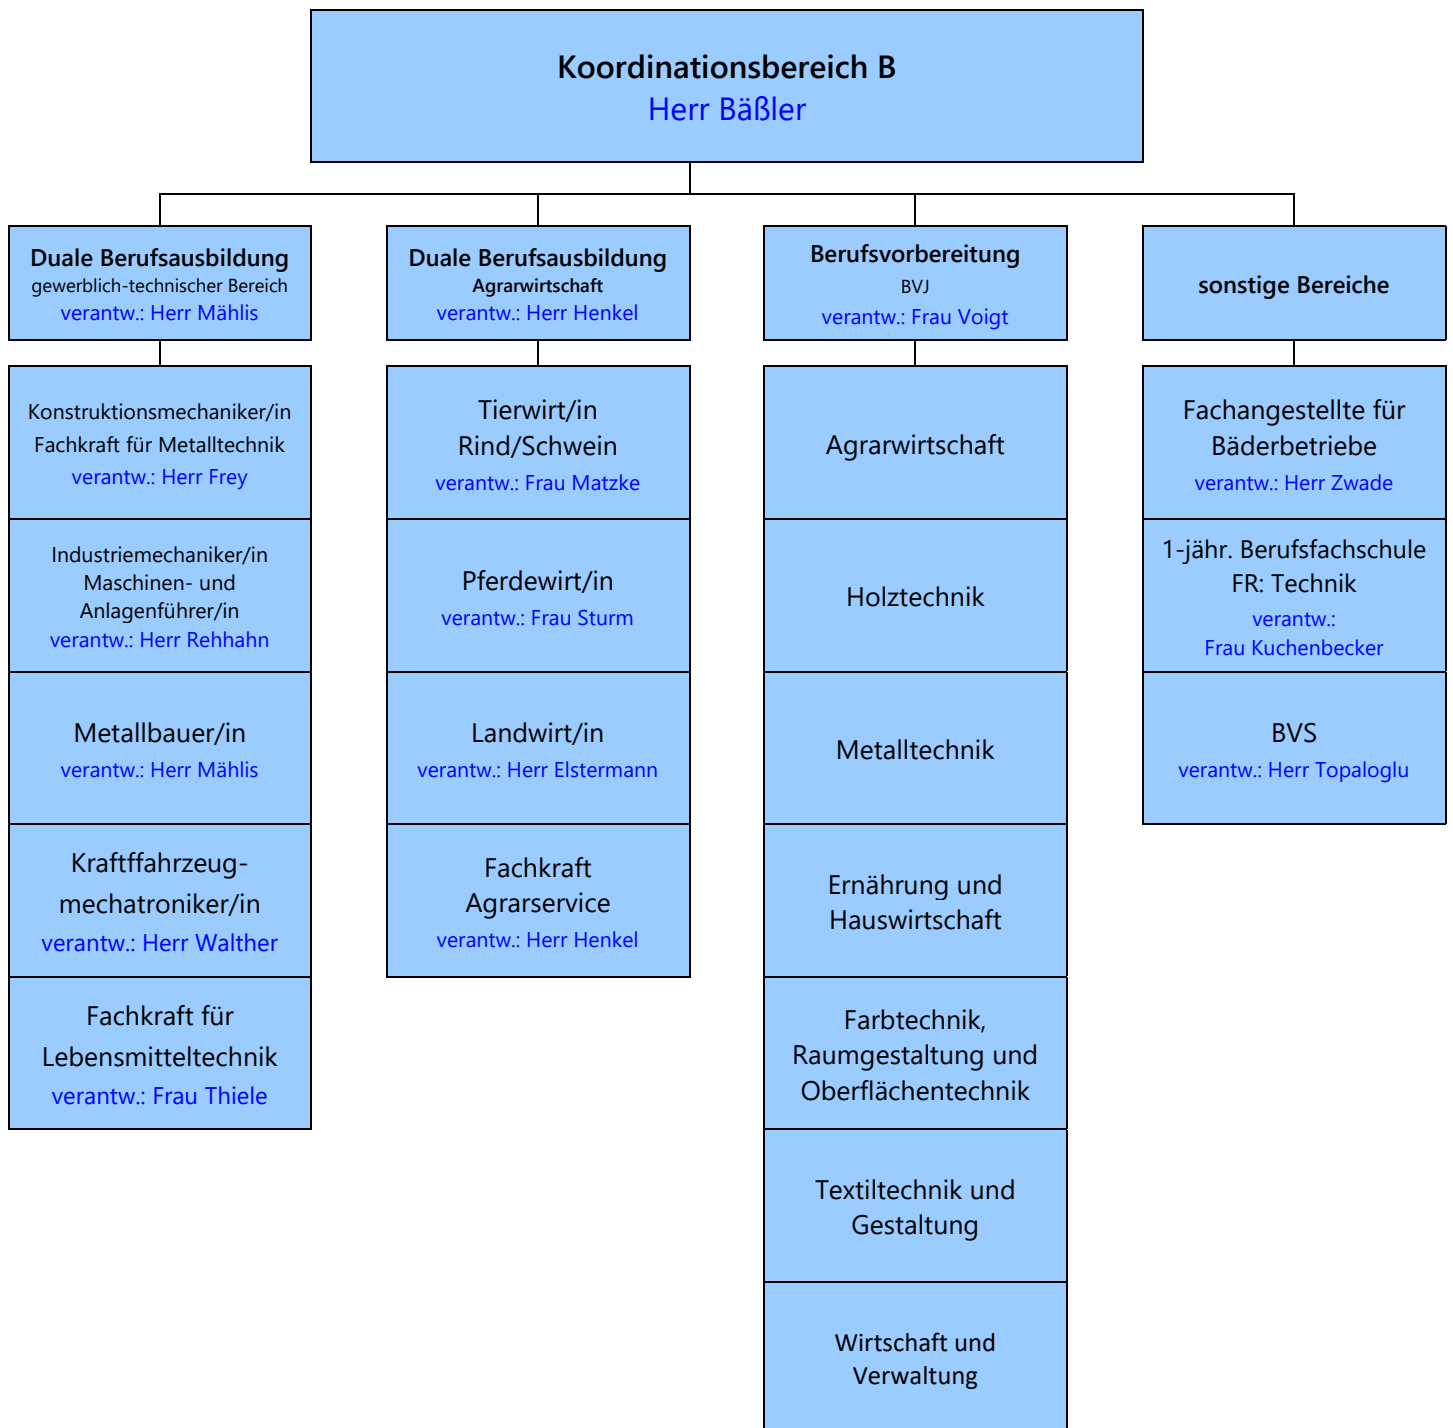 Koordinationsbereich B
Herr Bäßler
Duale Berufsausbildung
gewerblich-technischer Bereich
verantw.: Herr Mählis
Duale Berufsausbildung
Agrarwirtschaft
verantw.: Herr Henkel
Berufsvorbereitung
BVJ
verantw.: Frau Voigt
sonstige Bereiche
Konstruktionsmechaniker/in
Fachkraft für Metalltechnik
verantw.: Herr Frey
Industriemechaniker/in
Maschinen- und
Anlagenführer/in
verantw.: Herr Rehhahn
Metallbauer/in
verantw.: Herr Mählis
Kraftffahrzeug-
mechatroniker/in
verantw.: Herr Walther
Fachkraft für
Lebensmitteltechnik
verantw.: Frau Thiele
Tierwirt/in
Rind/Schwein
verantw.: Frau Matzke
Pferdewirt/in
verantw.: Frau Sturm
Landwirt/in
verantw.: Herr Elstermann
Fachkraft
Agrarservice
verantw.: Herr Henkel
Agrarwirtschaft
Holztechnik
Metalltechnik
Ernährung und
Hauswirtschaft
Farbtechnik,
Raumgestaltung und
Oberflächentechnik
Textiltechnik und
Gestaltung
Wirtschaft und
Verwaltung
Fachangestellte für
Bäderbetriebe
verantw.: Herr Zwade
1-jähr. Berufsfachschule
FR: Technik
verantw.:
Frau Kuchenbecker
BVS
verantw.: Herr Topaloglu